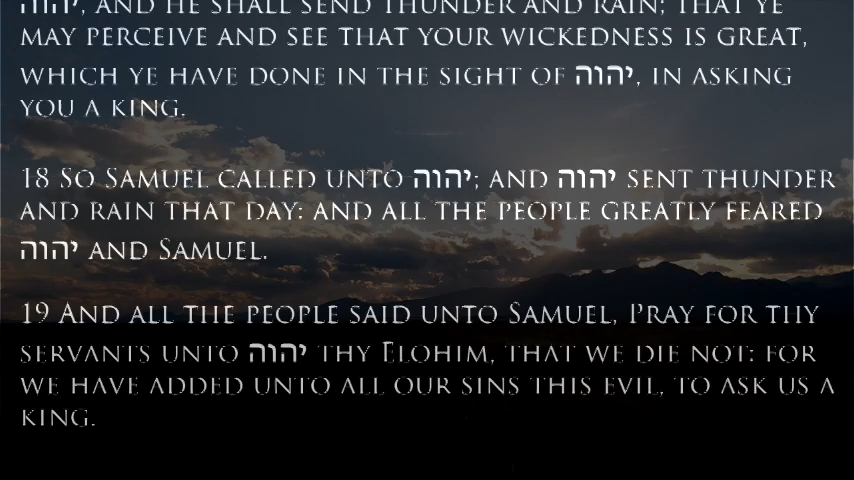 יהוה, AND HE SHALL SEND THUNDER AND RAIN; THAT YE
MAY PERCEIVE AND SEE THAT YOUR WICKEDNESS IS GREAT,
WHICH YE HAVE DONE IN THE SIGHT OF יהוה, IN ASKING
YOU A KING.
18 SO SAMUEL CALLED UNTO יהוה; AND יהוה SENT THUNDER
AND RAIN THAT DAY: AND ALL THE PEOPLE GREATLY FEARED
יהוה AND SAMUEL.
19 AND ALL THE PEOPLE SAID UNTO SAMUEL, PRAY FOR THY
SERVANTS UNTO יהוה THY ELOHIM, THAT WE DIE NOT: FOR
WE HAVE ADDED UNTO ALL OUR SINS THIS EVIL, TO ASK US A
KING.